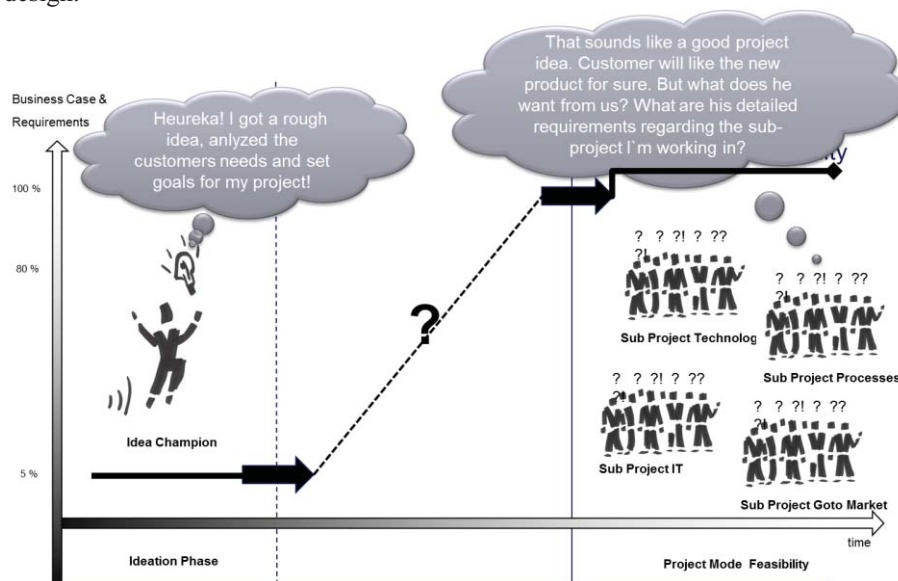 design.
Business Case &
Requirements
100 %
80 %
5 %
Heureka! I got a rough
idea, anlyzed the
customers needs and set
goals for my project!
That sounds like a good project
idea. Customer will like the new
product for sure. But what does he
want from us? What are his detailed
requirements regarding the sub-
project I`m working in?
?
Idea Champion
? ? ?! ? ??
?!
Sub Project Technolog
? ? ?! ? ??
?!
Sub Project Processes
? ? ?! ? ??
?!
Sub Project IT
? ? ?! ? ??
?!
Sub Project Goto Market
time
Ideation Phase
Project Mode Feasibility